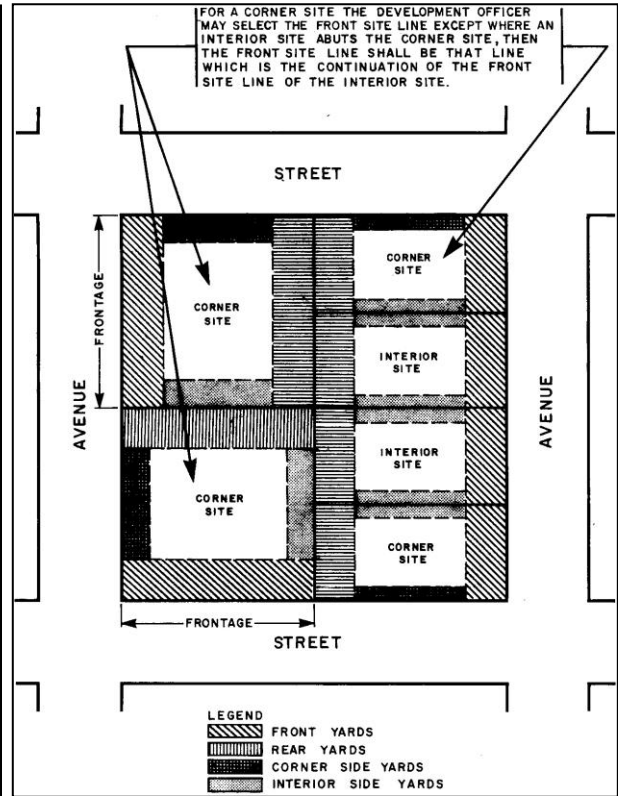 FOR A CORNER SITE THE DEVELOPMENT OFFICER
MAY SELECT THE FRONT SITE LINE EXCEPT WHERE AN
INTERIOR SITE ABUTS THE CORNER SITE, THEN
THE FRONT SITE LINE SHALL BE THAT LINE
WHICH IS THE CONTINUATION OF THE FRONT
SITE LINE OF THE INTERIOR SITE.
STREET
FRONTAGE
AVENUE
CORNER
SITE
CORNER
SITE
CORNER
SITE
INTERIOR
SITE
INTERIOR
SITE
CORNER
SITE
AVENUE
FRONTAGE
STREET
LEGEND
FRONT YARDS
REAR YARDS
CORNER SIDE YARDS
INTERIOR SIDE YARDS